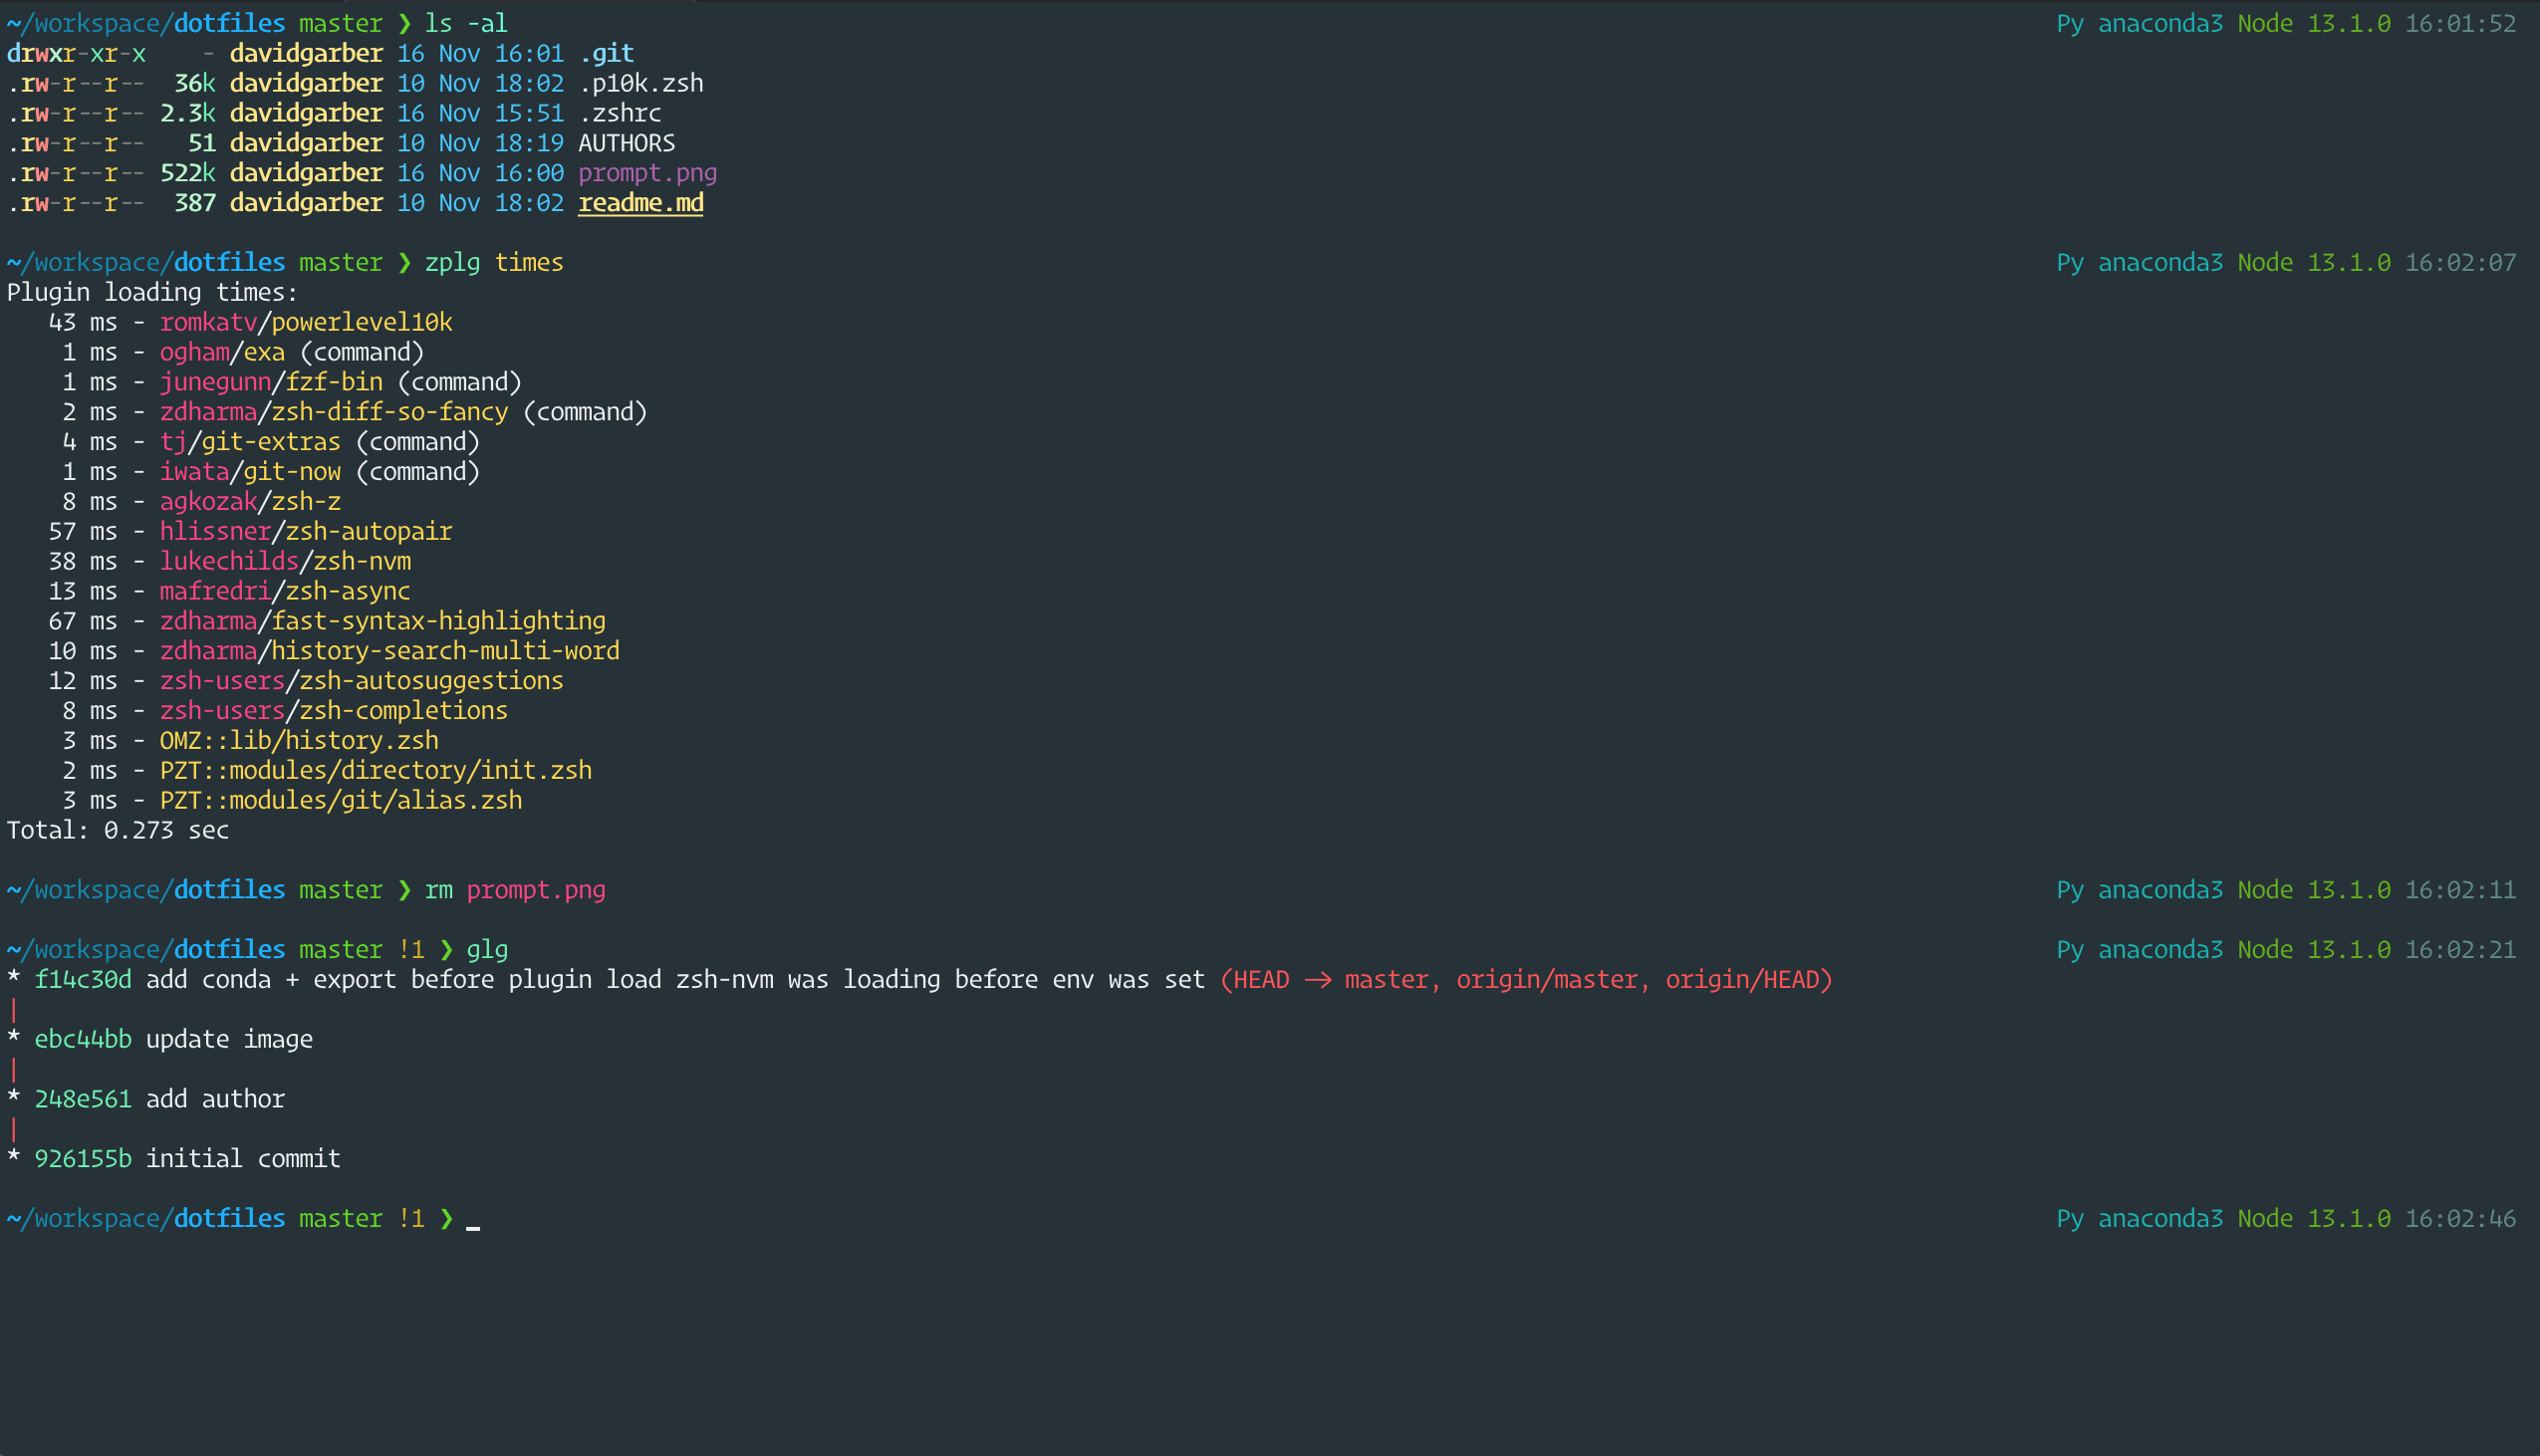 ~/workspace/dotfiles master ❯ ls -al Py anaconda3 Node 13.1.0 16:01:52
drwxr-xr-x    - davidgarber 16 Nov 16:01 .git
.rw-r--r--  36k davidgarber 10 Nov 18:02 .p10k.zsh
.rw-r--r-- 2.3k davidgarber 16 Nov 15:51 .zshrc
.rw-r--r--   51 davidgarber 10 Nov 18:19 AUTHORS
.rw-r--r-- 522k davidgarber 16 Nov 16:00 prompt.png
.rw-r--r--  387 davidgarber 10 Nov 18:02 readme.md
~/workspace/dotfiles master ❯ zplg times Py anaconda3 Node 13.1.0 16:02:07
Plugin loading times:
   43 ms - romkatv/powerlevel10k
    1 ms - ogham/exa (command)
    1 ms - junegunn/fzf-bin (command)
    2 ms - zdharma/zsh-diff-so-fancy (command)
    4 ms - tj/git-extras (command)
    1 ms - iwata/git-now (command)
    8 ms - agkozak/zsh-z
   57 ms - hlissner/zsh-autopair
   38 ms - lukechilds/zsh-nvm
   13 ms - mafredri/zsh-async
   67 ms - zdharma/fast-syntax-highlighting
   10 ms - zdharma/history-search-multi-word
   12 ms - zsh-users/zsh-autosuggestions
    8 ms - zsh-users/zsh-completions
    3 ms - OMZ::lib/history.zsh
    2 ms - PZT::modules/directory/init.zsh
    3 ms - PZT::modules/git/alias.zsh
Total: 0.273 sec
~/workspace/dotfiles master ❯ rm prompt.png Py anaconda3 Node 13.1.0 16:02:11
~/workspace/dotfiles master !1 ❯ glg Py anaconda3 Node 13.1.0 16:02:21
* f14c30d add conda + export before plugin load zsh-nvm was loading before env was set (HEAD -> master, origin/master, origin/HEAD)
|
* ebc44bb update image
|
* 248e561 add author
|
* 926155b initial commit
~/workspace/dotfiles master !1 ❯ _ Py anaconda3 Node 13.1.0 16:02:46